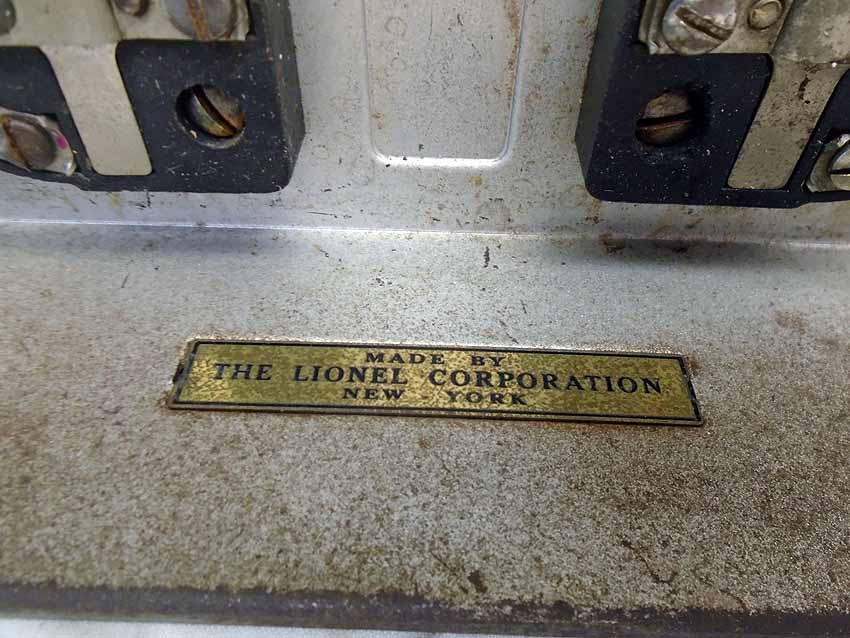 MADE BY
THE LIONEL CORPORATION
NEW YORK